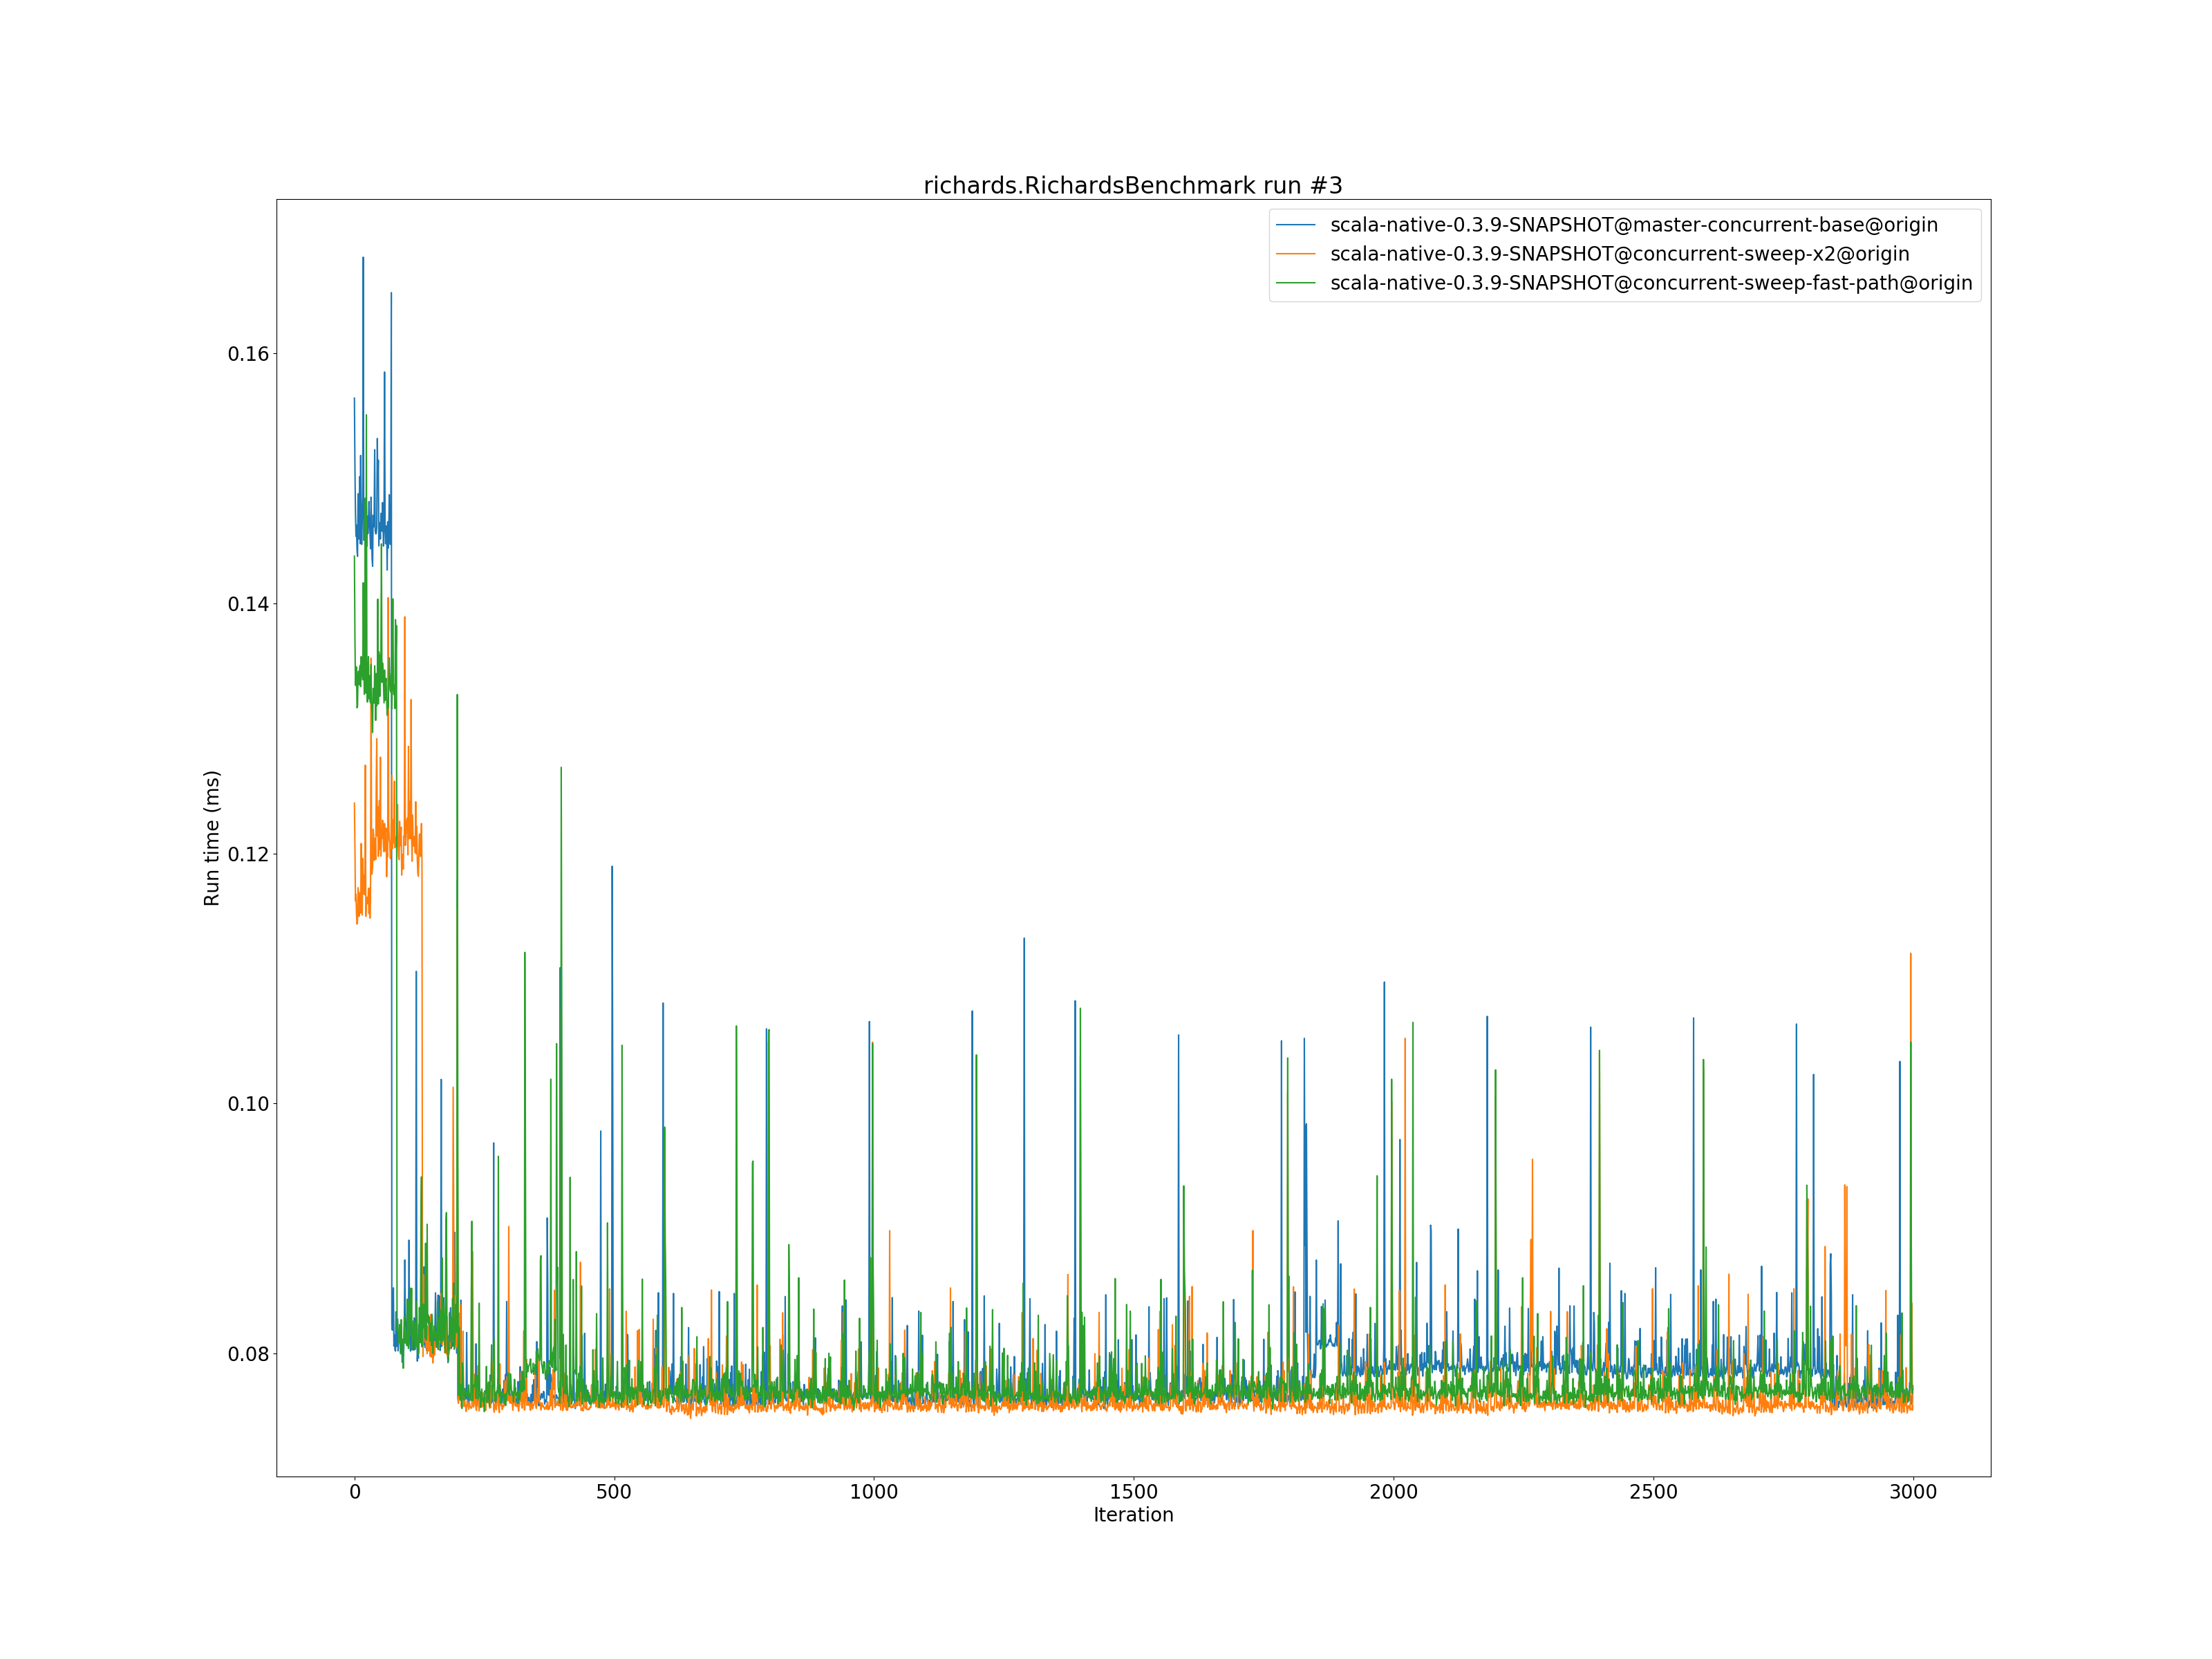 richards.RichardsBenchmark run #3
scala-native-0.3.9-SNAPSHOT@master-concurrent-base@origin
scala-native-0.3.9-SNAPSHOT@concurrent-sweep-x2@origin
scala-native-0.3.9-SNAPSHOT@concurrent-sweep-fast-path@origin
Run time (ms)
0.16
0.14
0.12
0.10
0.08
0 500 1000 1500 2000 2500 3000
Iteration